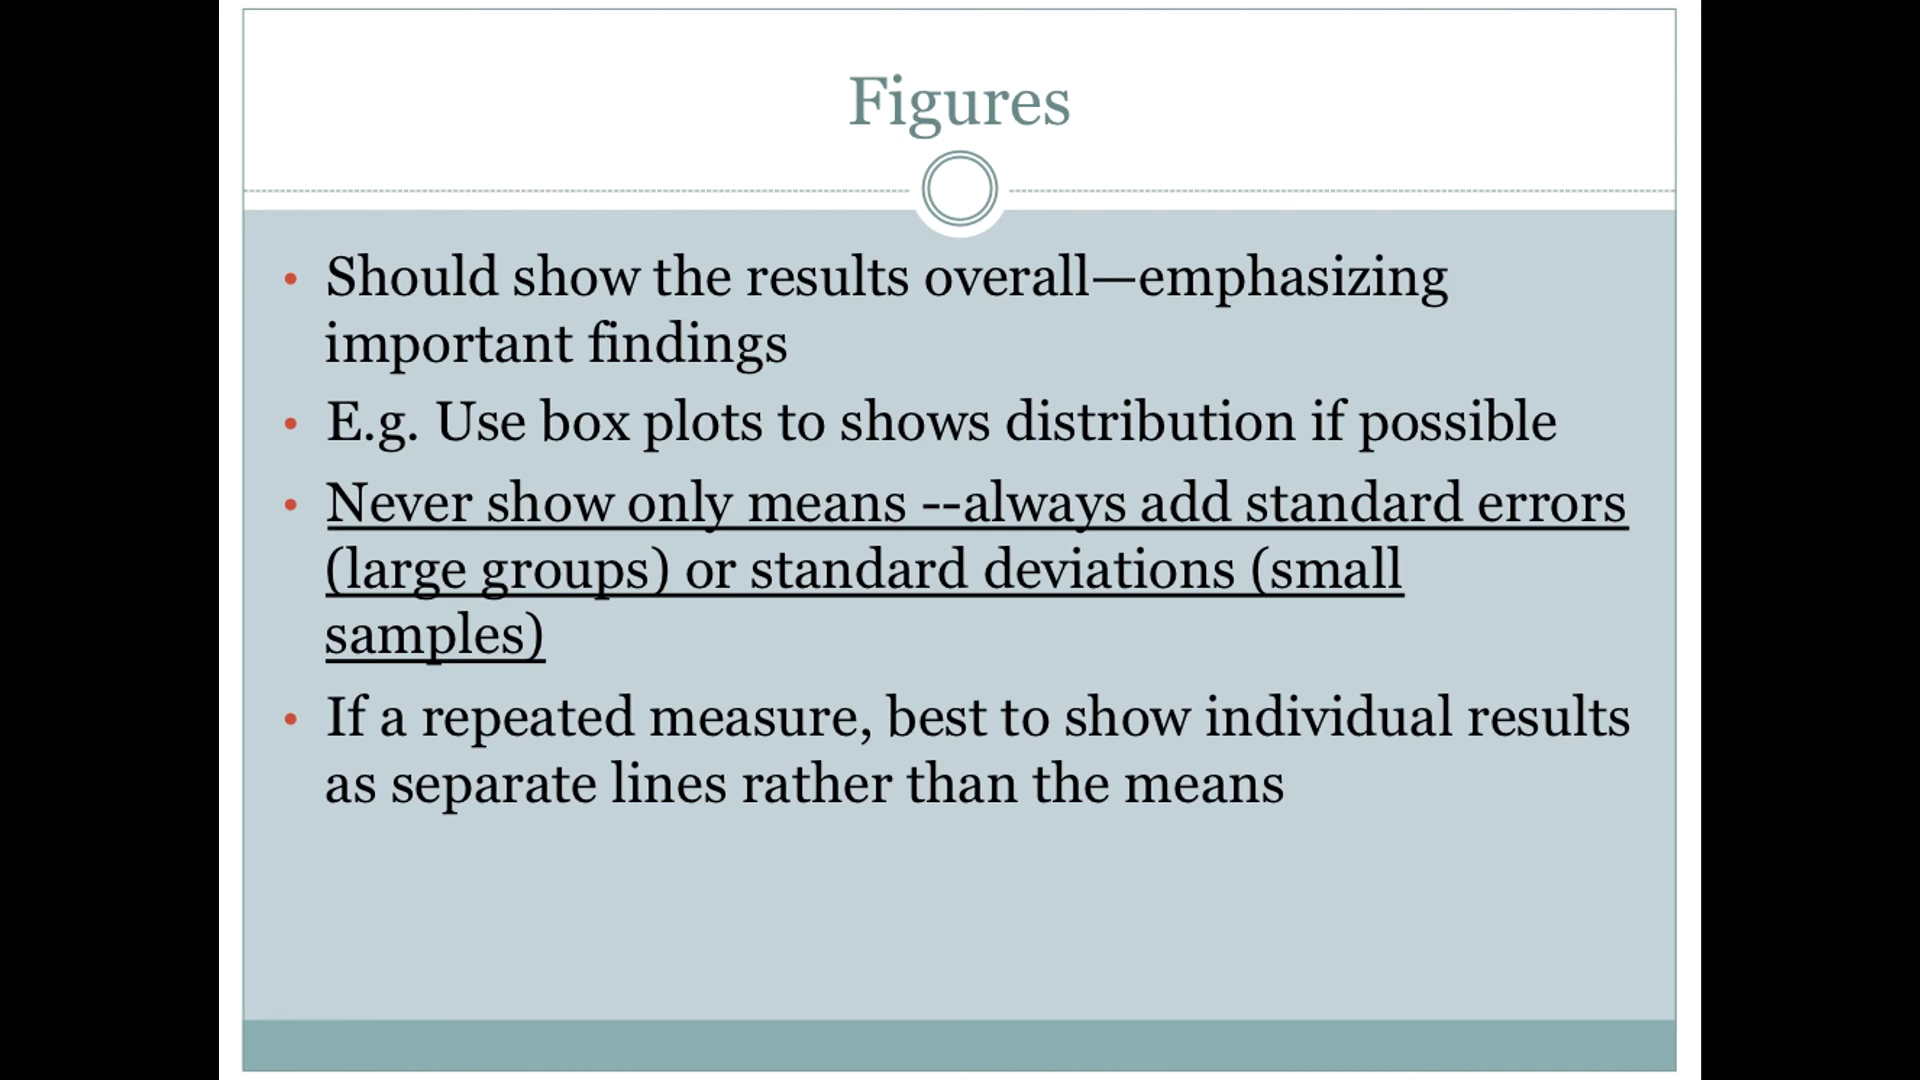 Figures
• Should show the results overall—emphasizing
important findings
• E.g. Use box plots to shows distribution if possible
• Never show only means --always add standard errors
(large groups) or standard deviations (small
samples)
• If a repeated measure, best to show individual results
as separate lines rather than the means